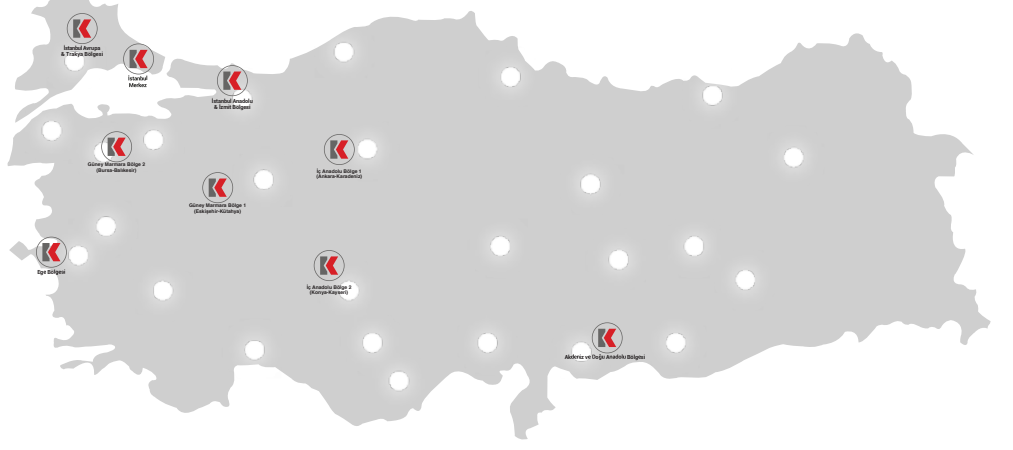 İstanbul Avrupa
& Trakya Bölgesi
İstanbul
Merkez
İstanbul Anadolu
& İzmit Bölgesi
Güney Marmara Bölge 2
(Bursa-Balıkesir)
İç Anadolu Bölge 1
(Ankara-Karadeniz)
Güney Marmara Bölge 1
(Eskişehir-Kütahya)
Ege Bölgesi
İç Anadolu Bölge 2
(Konya-Kayseri)
Akdeniz ve Doğu Anadolu Bölgesi